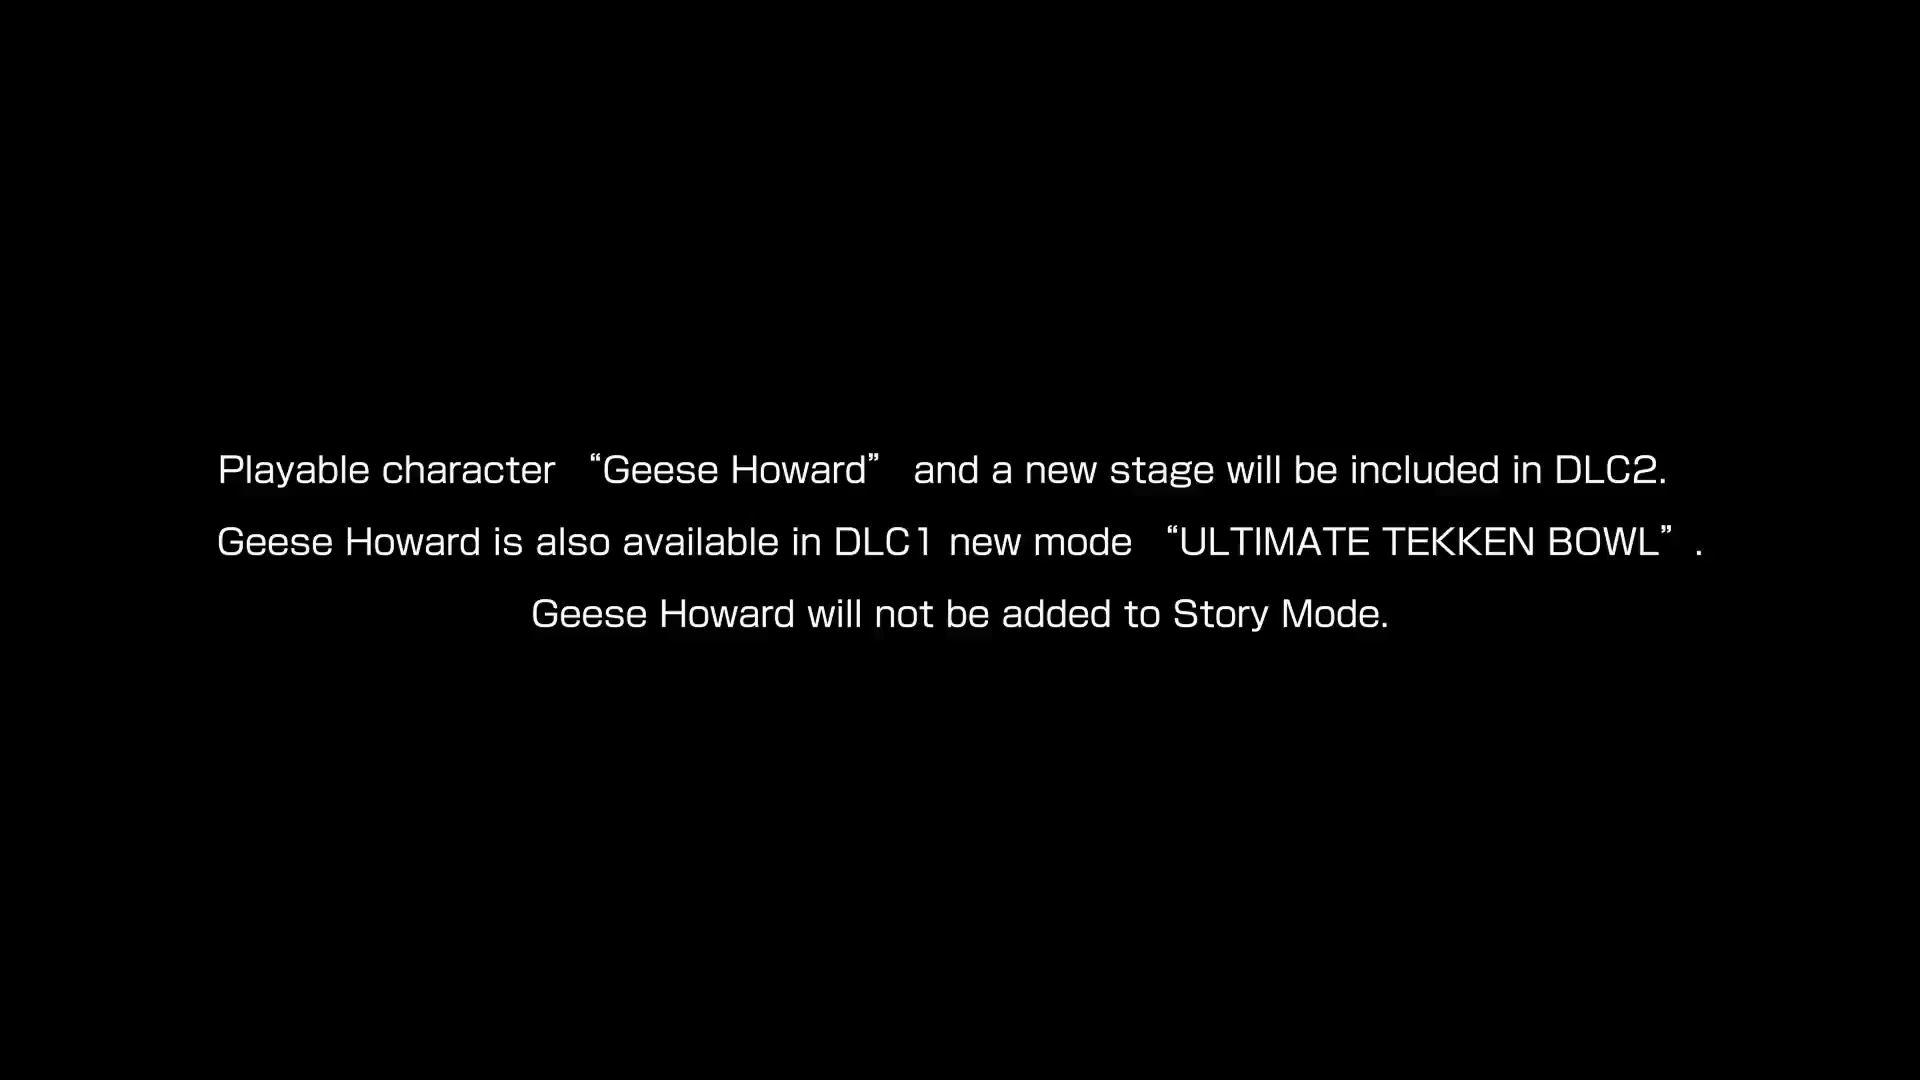 Playable character “Geese Howard” and a new stage will be included in DLC2.
Geese Howard is also available in DLC1 new mode “ULTIMATE TEKKEN BOWL” .
Geese Howard will not be added to Story Mode.